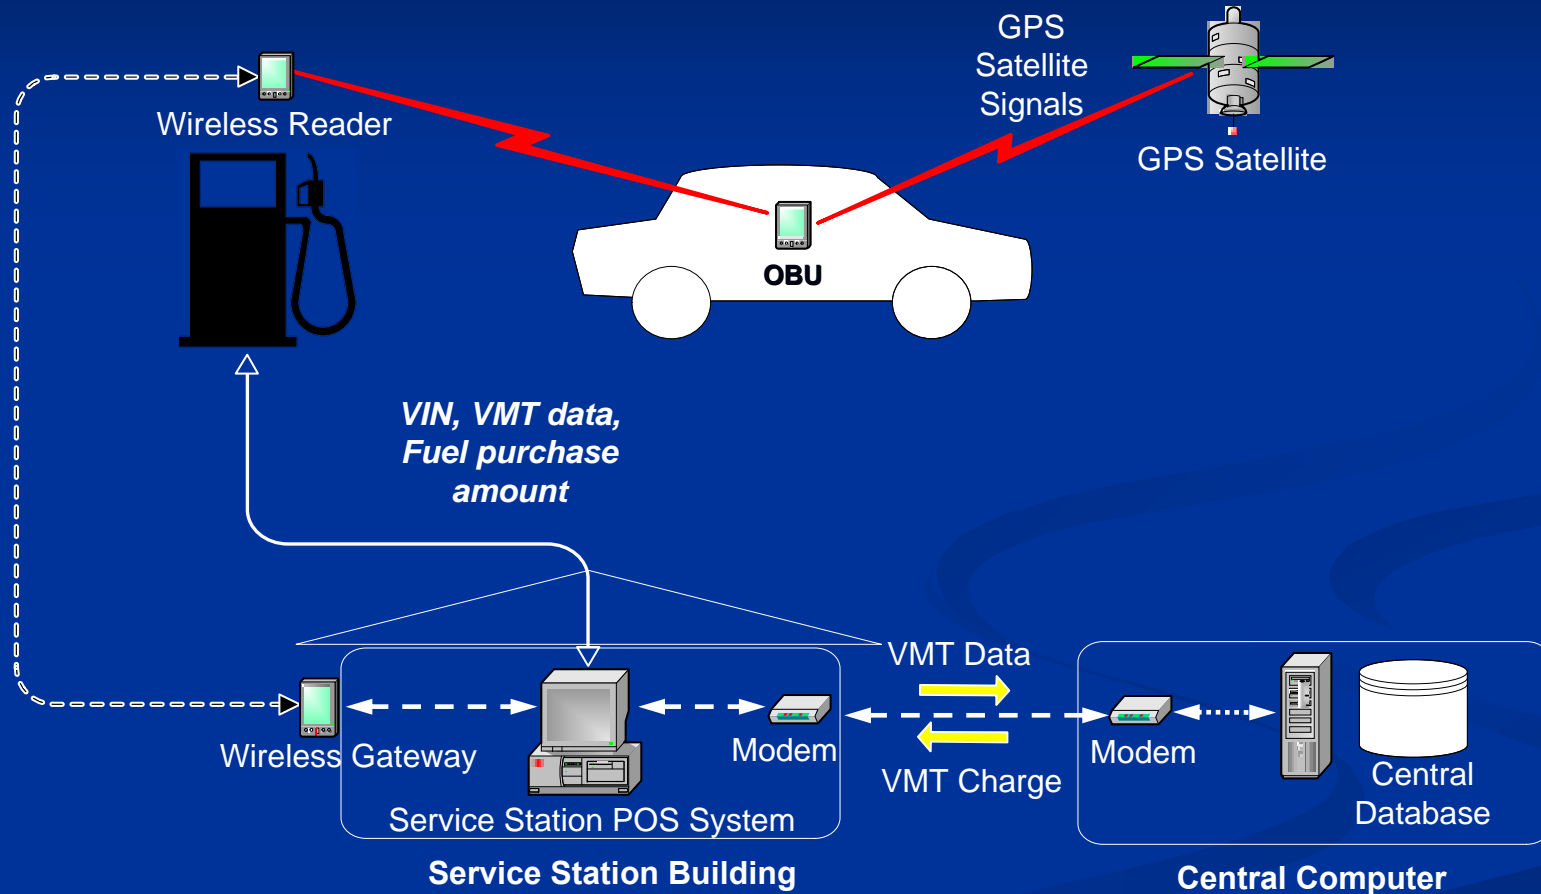 GPS
Satellite
Signals
Wireless Reader
GPS Satellite
OBU
VIN, VMT data,
Fuel purchase
amount
VMT Data
Wireless Gateway
Modem
VMT Charge
Modem
Central
Database
Service Station POS System
Service Station Building
Central Computer